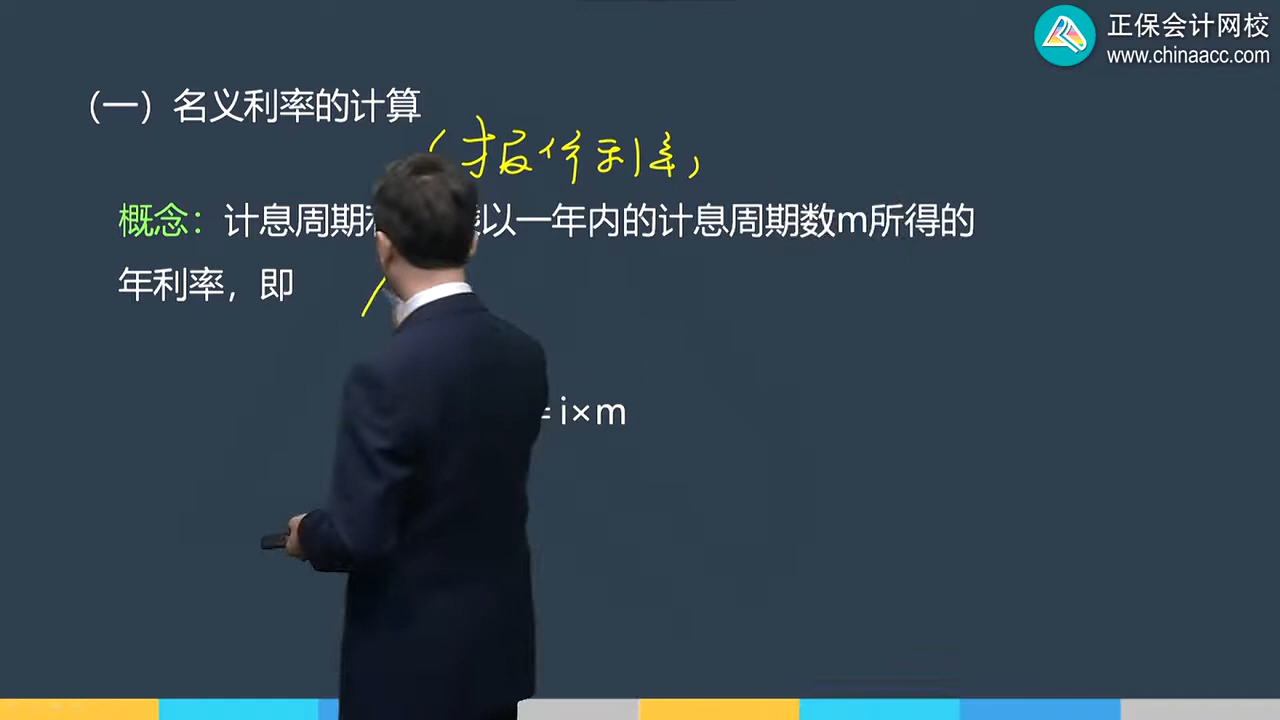 正保会计网校
www.chinaacc.com
（一）名义利率的计算
（报价利率）
概念：计息周期 以一年内的计息周期数m所得的
年利率，即
= i×m